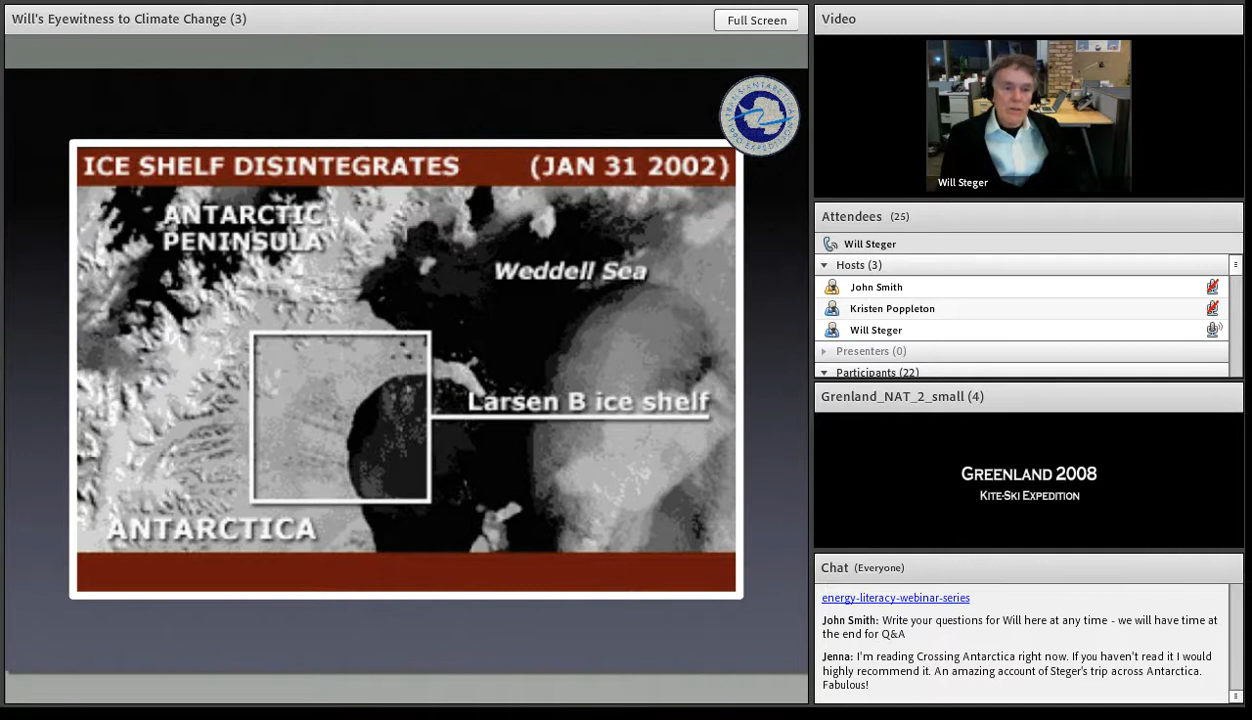 Will's Eyewitness to Climate Change (3)
Full Screen
ICE SHELF DISINTEGRATES (JAN 31 2002)
ANTARCTIC
PENINSULA
Weddell Sea
Larsen B ice shelf
ANTARCTICA
Video
Will Steger
Attendees (25)
Will Steger
Hosts (3)
John Smith
Kristen Poppleton
Will Steger
Presenters (0)
Participants (22)
Grenland_NAT_2_small (4)
GREENLAND 2008
KITE-SKI EXPEDITION
Chat (Everyone)
energy-literacy-webinar-series
John Smith: Write your questions for Will here at any time - we will have time at
the end for Q&A
Jenna: I'm reading Crossing Antarctica right now. If you haven't read it I would
highly recommend it. An amazing account of Steger's trip across Antarctica.
Fabulous!